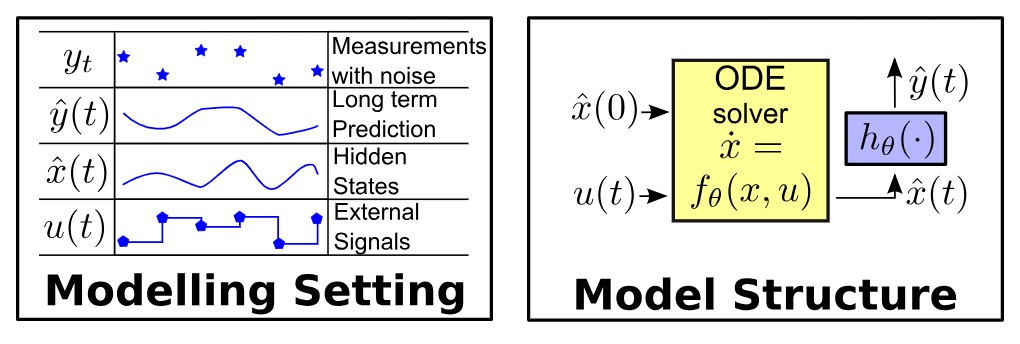 y_t
Measurements
with noise
ŷ(t)
Long term
Prediction
x̂(t)
Hidden
States
u(t)
External
Signals
Modelling Setting
x̂(0)
u(t)
ODE
solver
ẋ =
f_θ(x, u)
ŷ(t)
h_θ(·)
x̂(t)
Model Structure